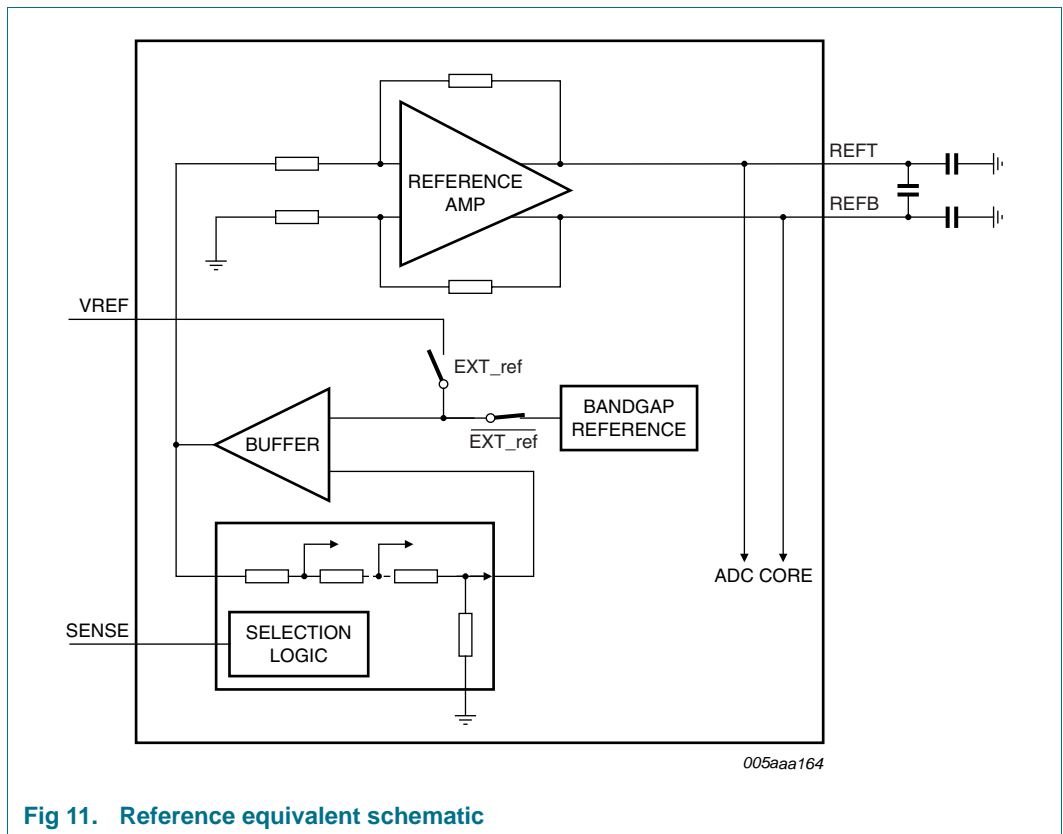 REFERENCE
AMP
REFT
REFB
VREF
EXT_ref
BUFFER
EXT_ref
BANDGAP
REFERENCE
ADC CORE
SENSE
SELECTION
LOGIC
005aaa164
Fig 11. Reference equivalent schematic